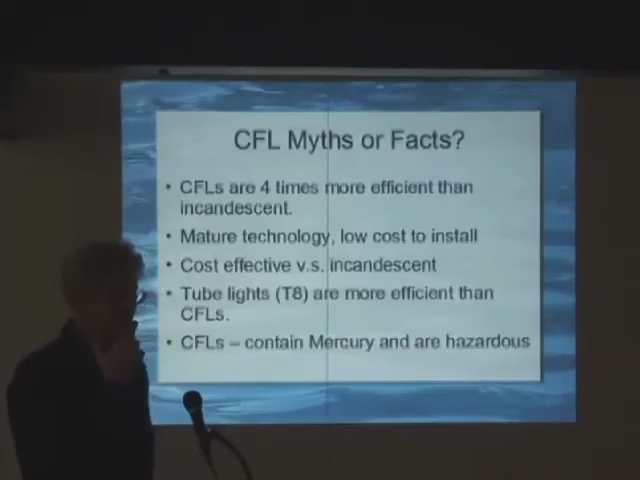 CFL Myths or Facts?
• CFLs are 4 times more efficient than
incandescent.
• Mature technology, low cost to install
• Cost effective v.s. incandescent
• Tube lights (T8) are more efficient than
CFLs.
• CFLs – contain Mercury and are hazardous